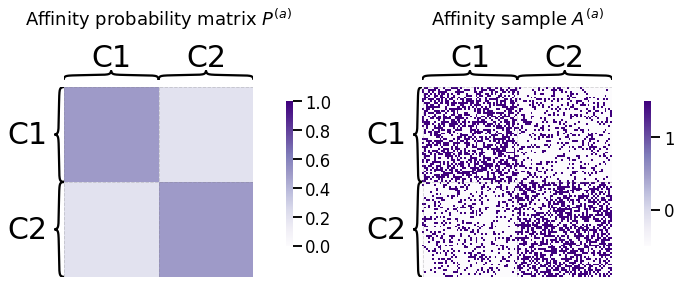 Affinity probability matrix P^(a)
C1 C2
C1
C2
1.0
0.8
0.6
0.4
0.2
0.0
Affinity sample A^(a)
C1 C2
C1
C2
1
0